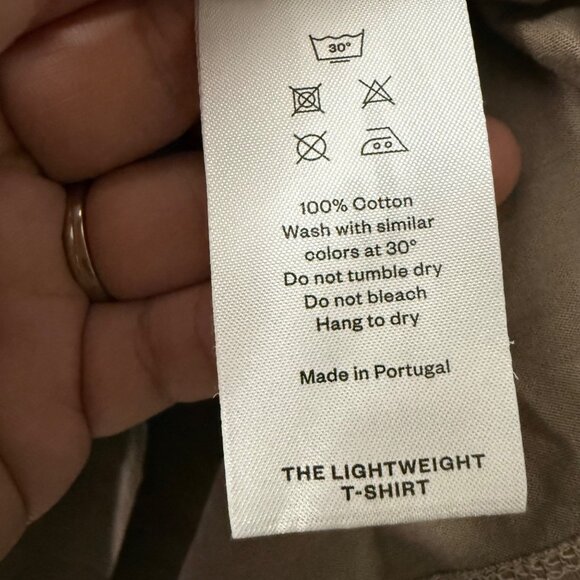 30°
100% Cotton
Wash with similar
colors at 30°
Do not tumble dry
Do not bleach
Hang to dry
Made in Portugal
THE LIGHTWEIGHT
T-SHIRT